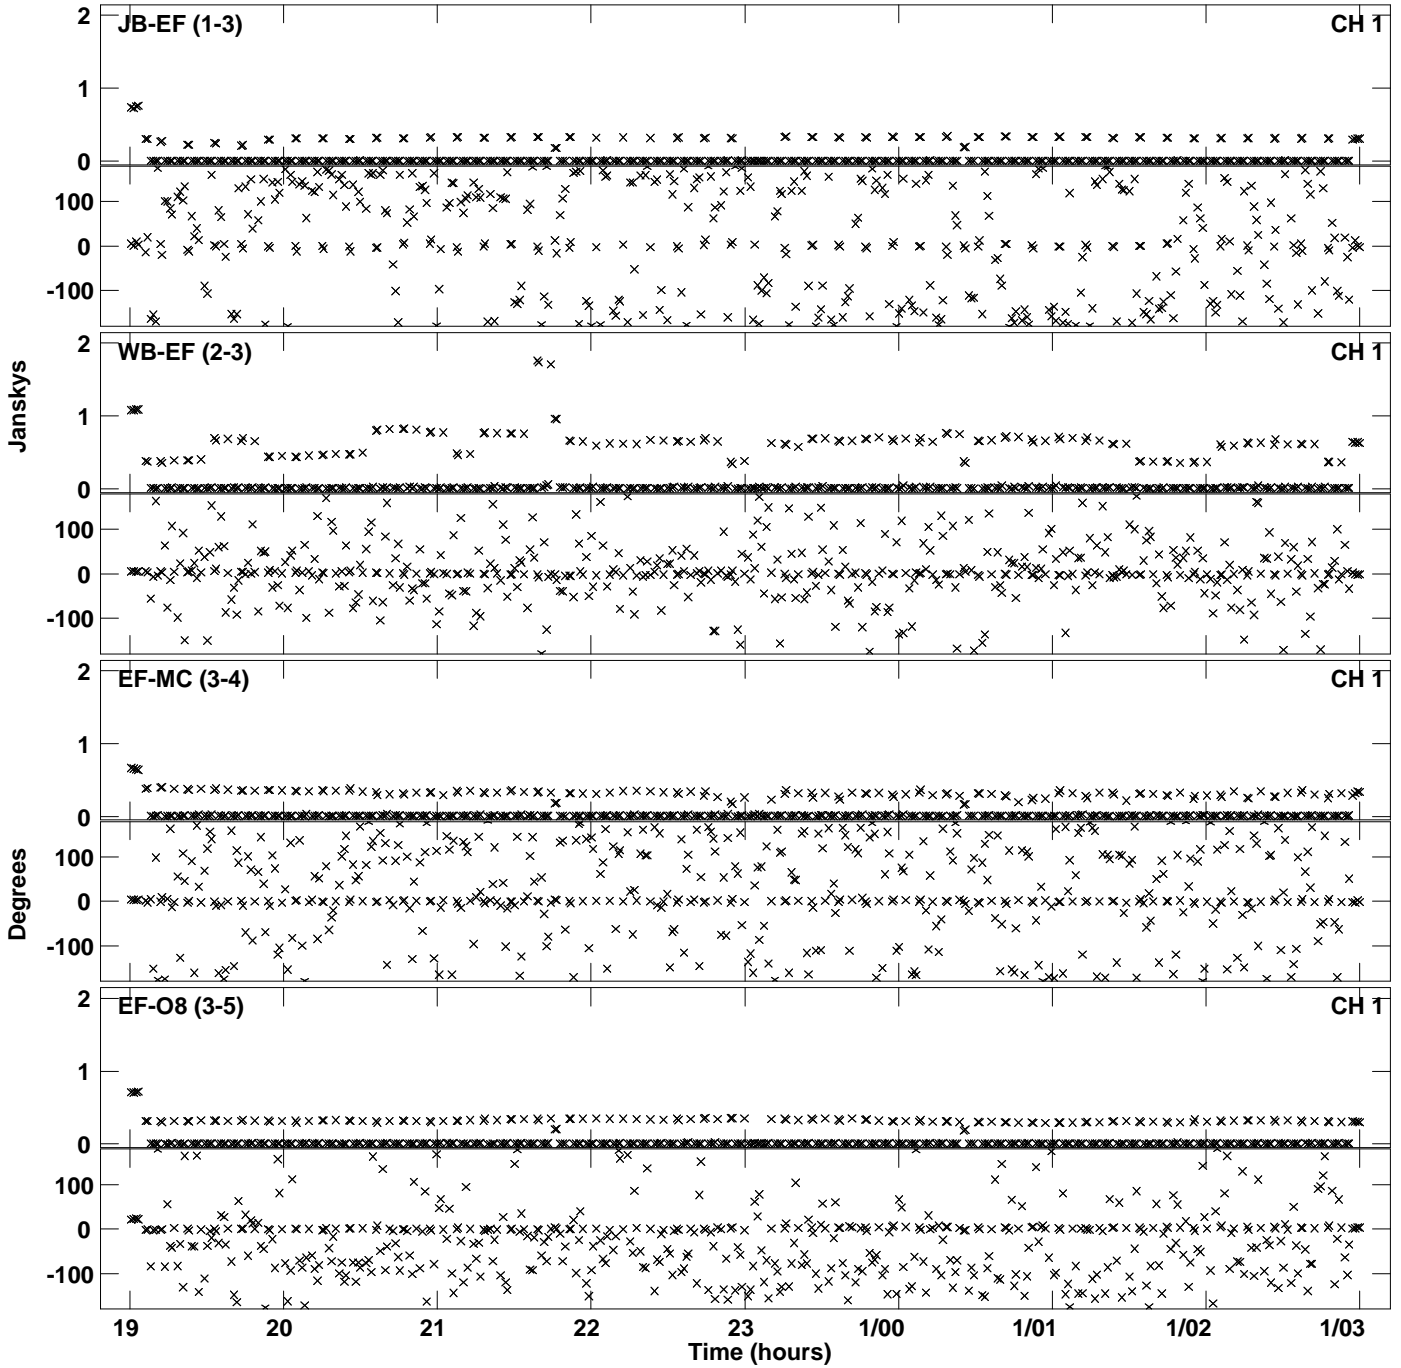 2
JB-EF (1-3)
CH 1
1
0
100
0
-100
2
WB-EF (2-3)
CH 1
1
0
100
0
-100
Janskys
2
EF-MC (3-4)
CH 1
1
0
100
0
-100
Degrees
2
EF-O8 (3-5)
CH 1
1
0
100
0
-100
19 20 21 22 23 1/00 1/01 1/02 1/03
Time (hours)